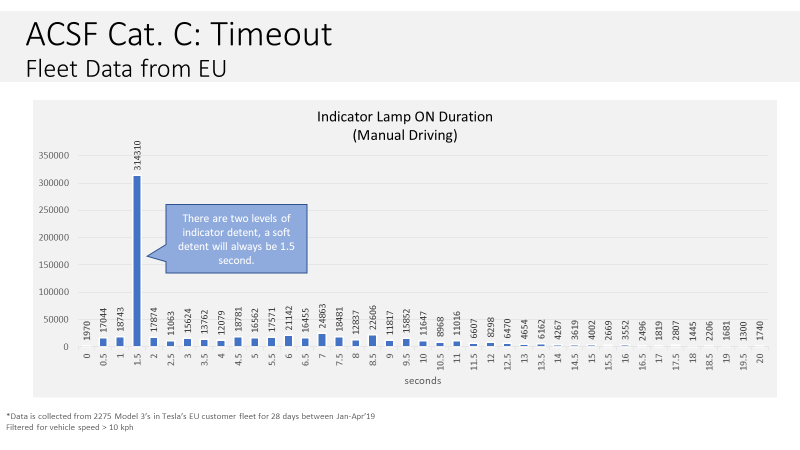 ACSF Cat. C: Timeout
Fleet Data from EU
Indicator Lamp ON Duration
(Manual Driving)
350000
300000
250000
200000
150000
100000
50000
0
There are two levels of
indicator detent, a soft
detent will always be 1.5
second.
1970 17044 18743 314310 17874 11063 15624 13762 12079 18781 16562 17571 21142 16455 24863 18481 12837 22606 11817 15852 11647 8968 11016 6607 8298 6470 4654 6162 4267 3619 4002 2669 3552 2496 1819 2807 1445 2206 1681 1300 1740
0 0.5 1 1.5 2 2.5 3 3.5 4 4.5 5 5.5 6 6.5 7 7.5 8 8.5 9 9.5 10 10.5 11 11.5 12 12.5 13 13.5 14 14.5 15 15.5 16 16.5 17 17.5 18 18.5 19 19.5 20
seconds
*Data is collected from 2275 Model 3's in Tesla's EU customer fleet for 28 days between Jan-Apr'19
Filtered for vehicle speed > 10 kph